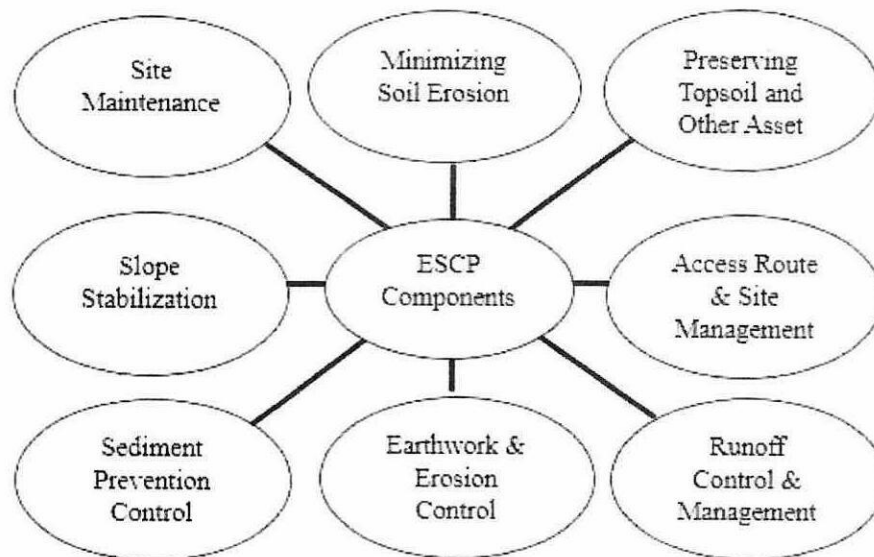 Site
Maintenance
Minimizing
Soil Erosion
Preserving
Topsoil and
Other Asset
Slope
Stabilization
ESCP
Components
Access Route
& Site
Management
Sediment
Prevention
Control
Earthwork &
Erosion
Control
Runoff
Control &
Management